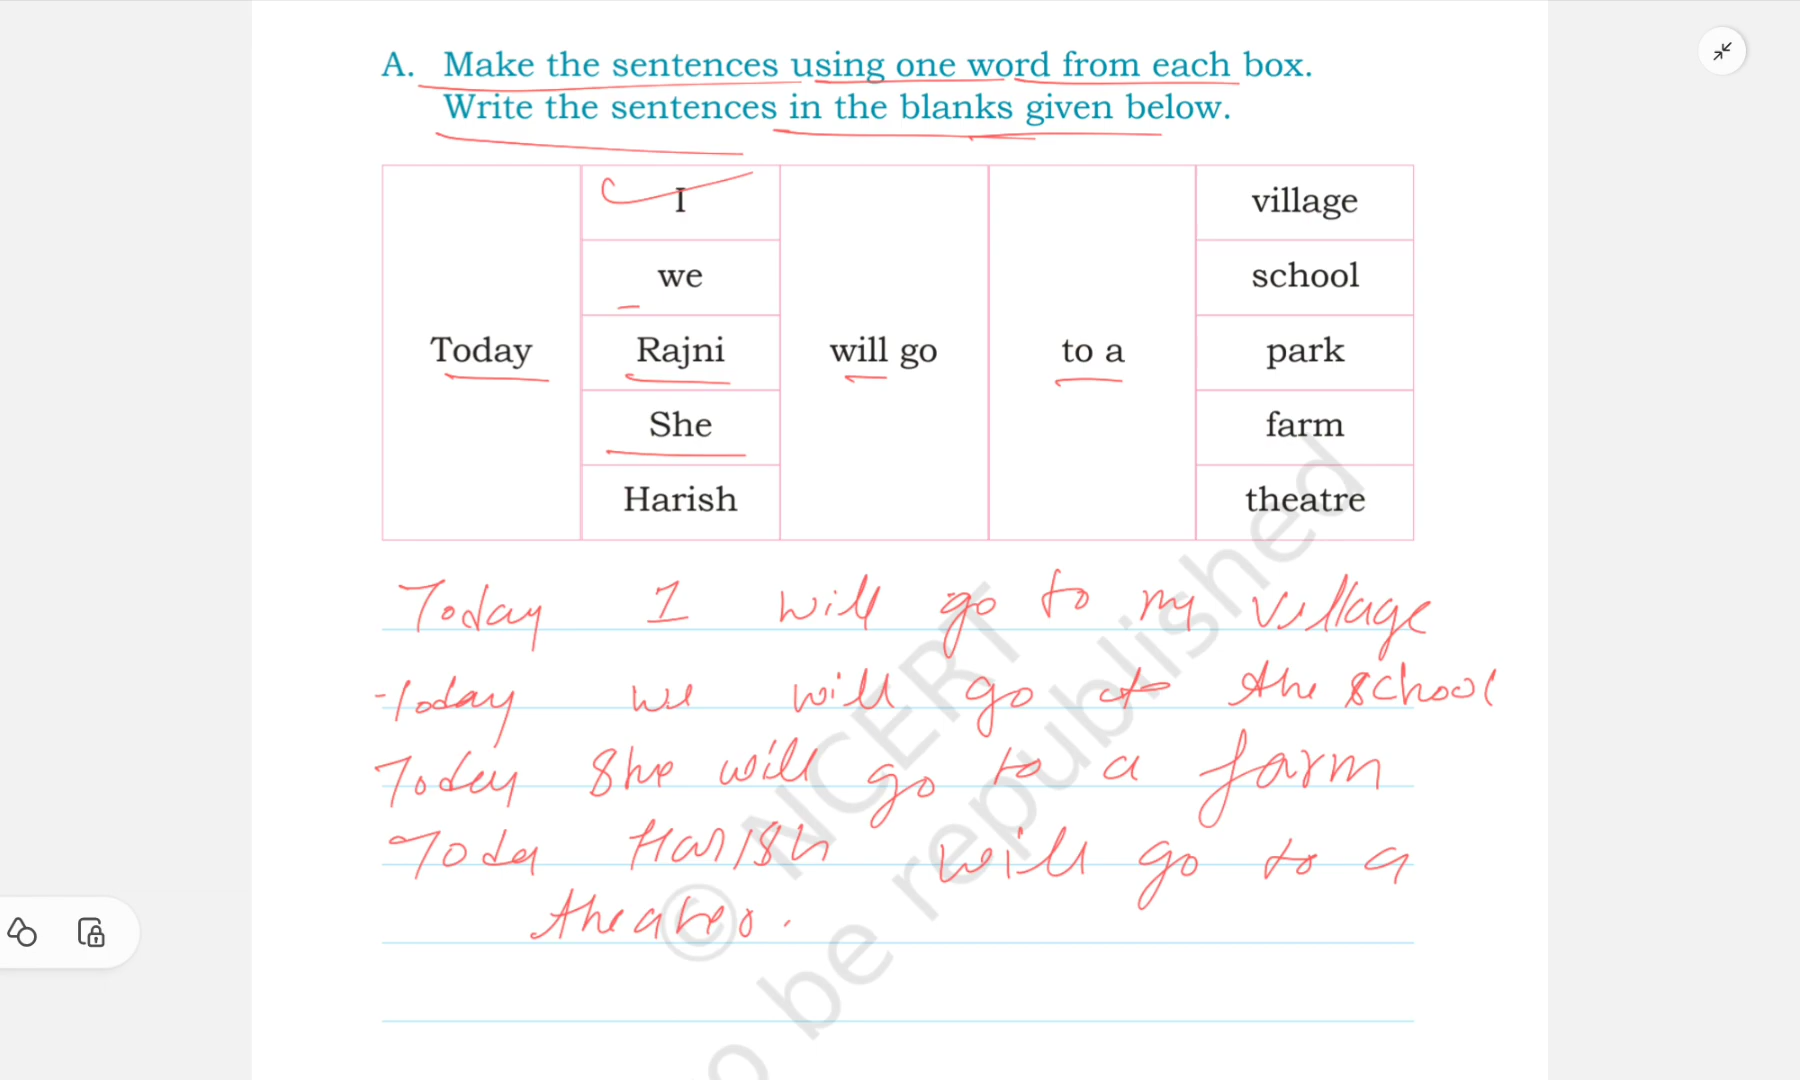 A. Make the sentences using one word from each box.
Write the sentences in the blanks given below.
I
village
we
school
Today
Rajni
will go
to a
park
She
farm
Harish
theatre
Today I will go to my village
Today we will go to the school
Today She will go to a farm
Toda Harish will go to a
© NCERT
be republished